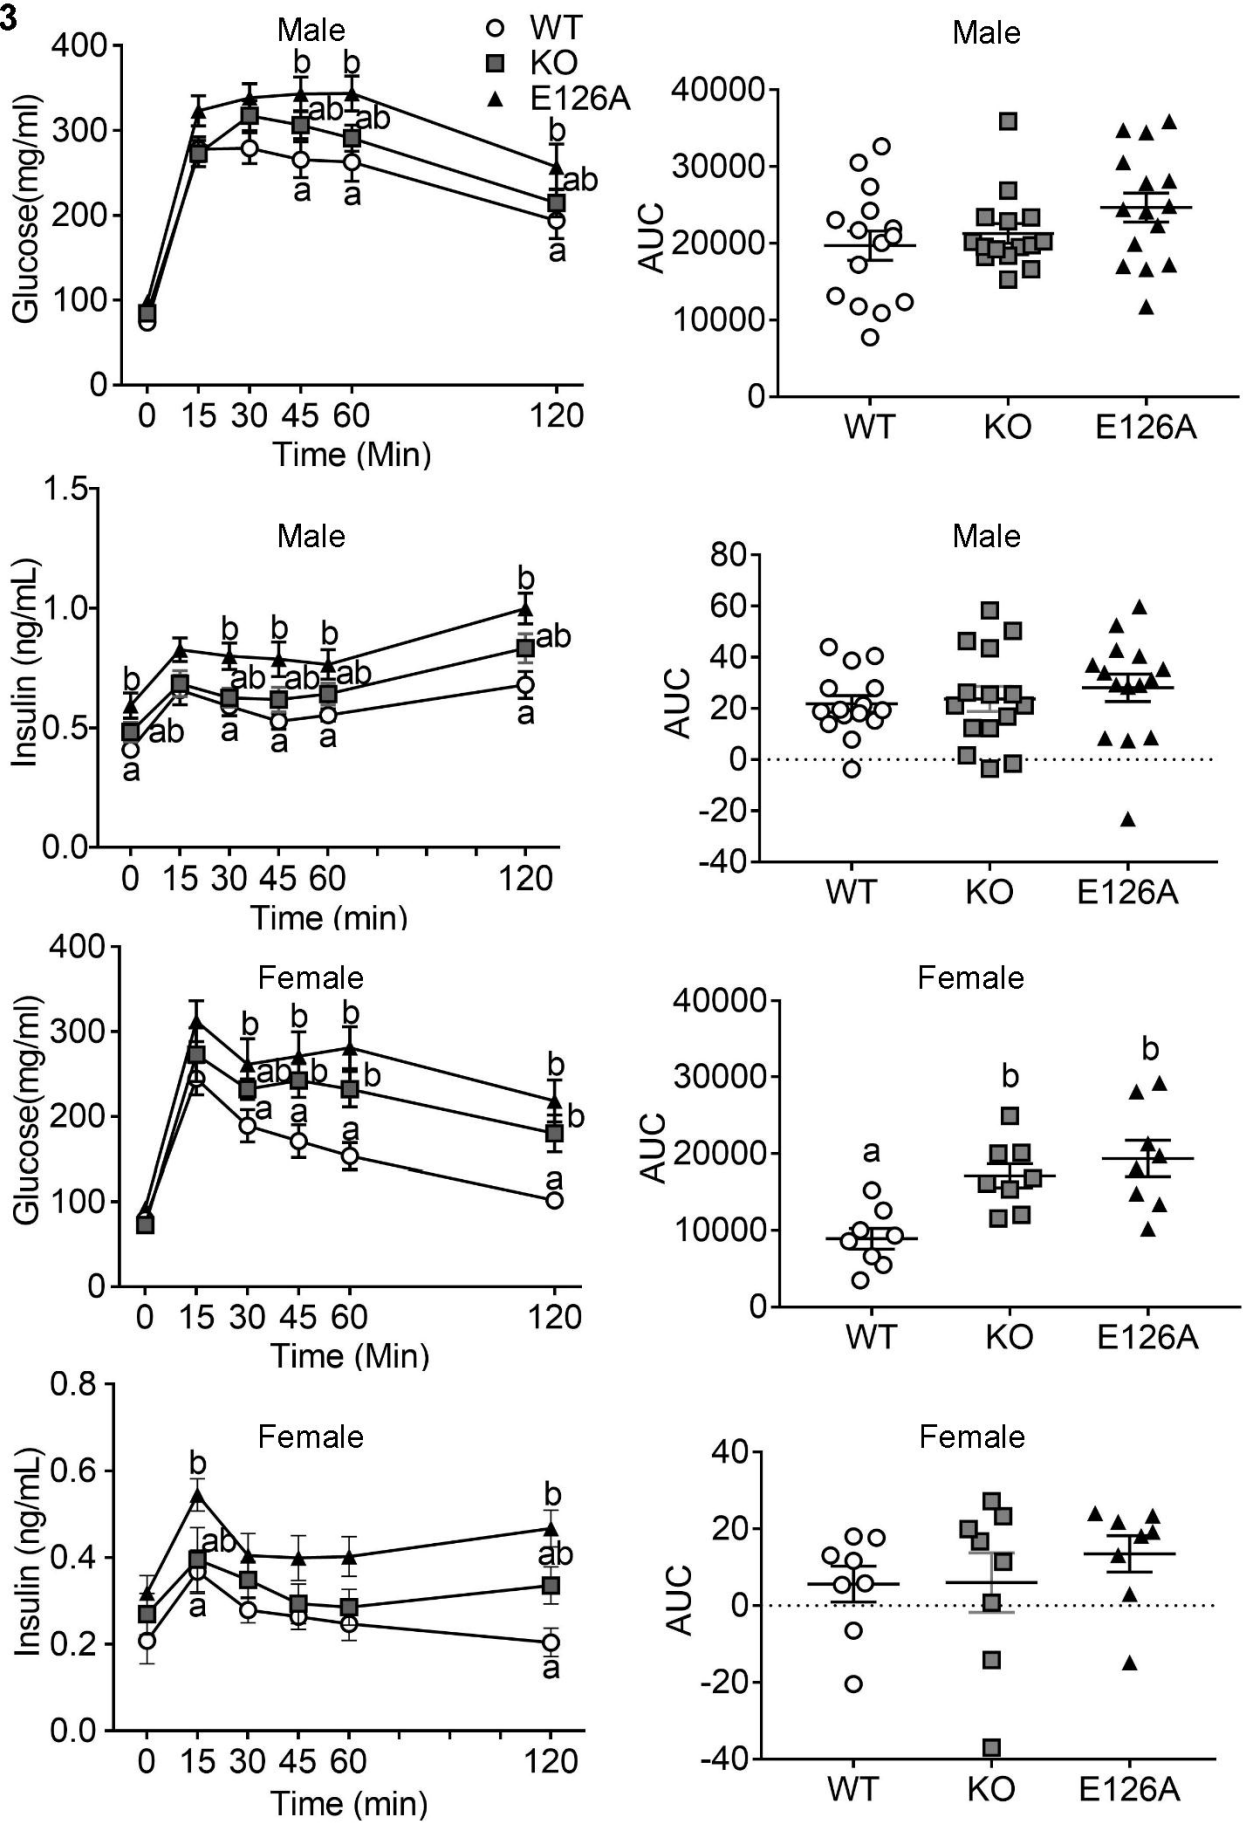 3
Male
WT
KO
E126A
400
300
200
100
0
Glucose(mg/ml)
b b
ab ab
b
ab
a a
a
0 15 30 45 60 120
Time (Min)
Male
40000
30000
20000
10000
0
AUC
WT KO E126A
Male
1.5
1.0
0.5
0.0
Insulin (ng/mL)
b b b b b
ab ab ab ab ab
a a a a a
0 15 30 45 60 120
Time (min)
Male
80
60
40
20
0
-20
-40
AUC
WT KO E126A
Female
400
300
200
100
0
Glucose(mg/ml)
b b b b
ab b b b
a a a a
0 15 30 45 60 120
Time (Min)
Female
40000
30000
20000
10000
0
AUC
a b b
WT KO E126A
Female
0.8
0.6
0.4
0.2
0.0
Insulin (ng/mL)
b b
ab ab
a a
0 15 30 45 60 120
Time (min)
Female
40
20
0
-20
-40
AUC
WT KO E126A